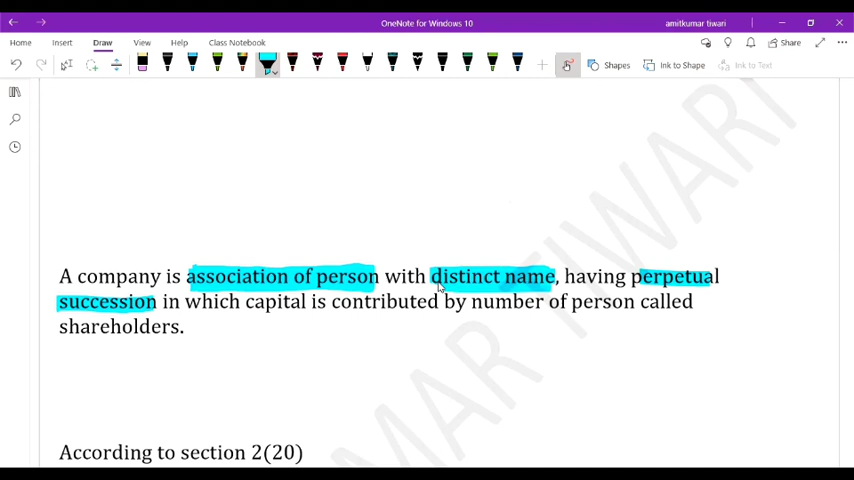 OneNote for Windows 10
amitkumar tiwari
Home Insert Draw View Help Class Notebook
Share
Shapes Ink to Shape Ink to Text
A company is association of person with distinct name, having perpetual
succession in which capital is contributed by number of person called
shareholders.
According to section 2(20)
MAR TIWARI